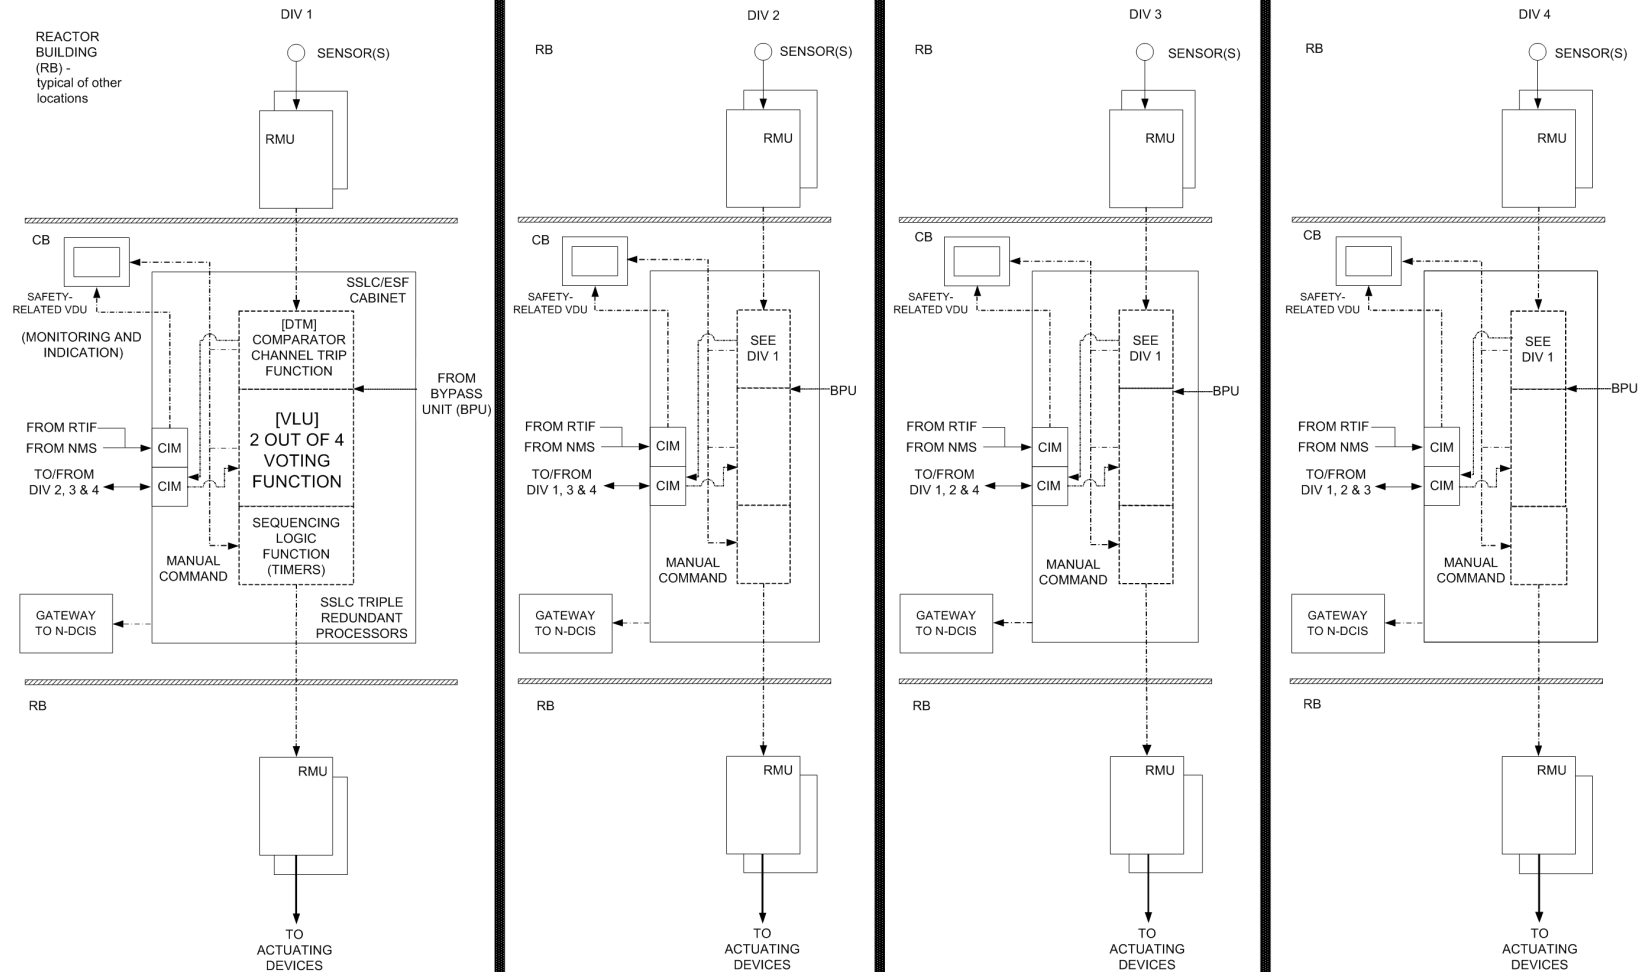 DIV 1
REACTOR
BUILDING
(RB) -
typical of other
locations
SENSOR(S)
RMU
CB
SAFETY-
RELATED VDU
(MONITORING AND
INDICATION)
SSLC/ESF
CABINET
[DTM]
COMPARATOR
CHANNEL TRIP
FUNCTION
FROM
BYPASS
UNIT (BPU)
[VLU]
2 OUT OF 4
VOTING
FUNCTION
FROM RTIF
FROM NMS
CIM
TO/FROM
DIV 2, 3 & 4
CIM
SEQUENCING
LOGIC
FUNCTION
(TIMERS)
MANUAL
COMMAND
GATEWAY
TO N-DCIS
SSLC TRIPLE
REDUNDANT
PROCESSORS
RB
RMU
TO
ACTUATING
DEVICES
DIV 2
RB
SENSOR(S)
RMU
CB
SAFETY-
RELATED VDU
SEE
DIV 1
BPU
FROM RTIF
FROM NMS
CIM
TO/FROM
DIV 1, 3 & 4
CIM
MANUAL
COMMAND
GATEWAY
TO N-DCIS
RB
RMU
TO
ACTUATING
DEVICES
DIV 3
RB
SENSOR(S)
RMU
CB
SAFETY-
RELATED VDU
SEE
DIV 1
BPU
FROM RTIF
FROM NMS
CIM
TO/FROM
DIV 1, 2 & 4
CIM
MANUAL
COMMAND
GATEWAY
TO N-DCIS
RB
RMU
TO
ACTUATING
DEVICES
DIV 4
RB
SENSOR(S)
RMU
CB
SAFETY-
RELATED VDU
SEE
DIV 1
BPU
FROM RTIF
FROM NMS
CIM
TO/FROM
DIV 1, 2 & 3
CIM
MANUAL
COMMAND
GATEWAY
TO N-DCIS
RB
RMU
TO
ACTUATING
DEVICES